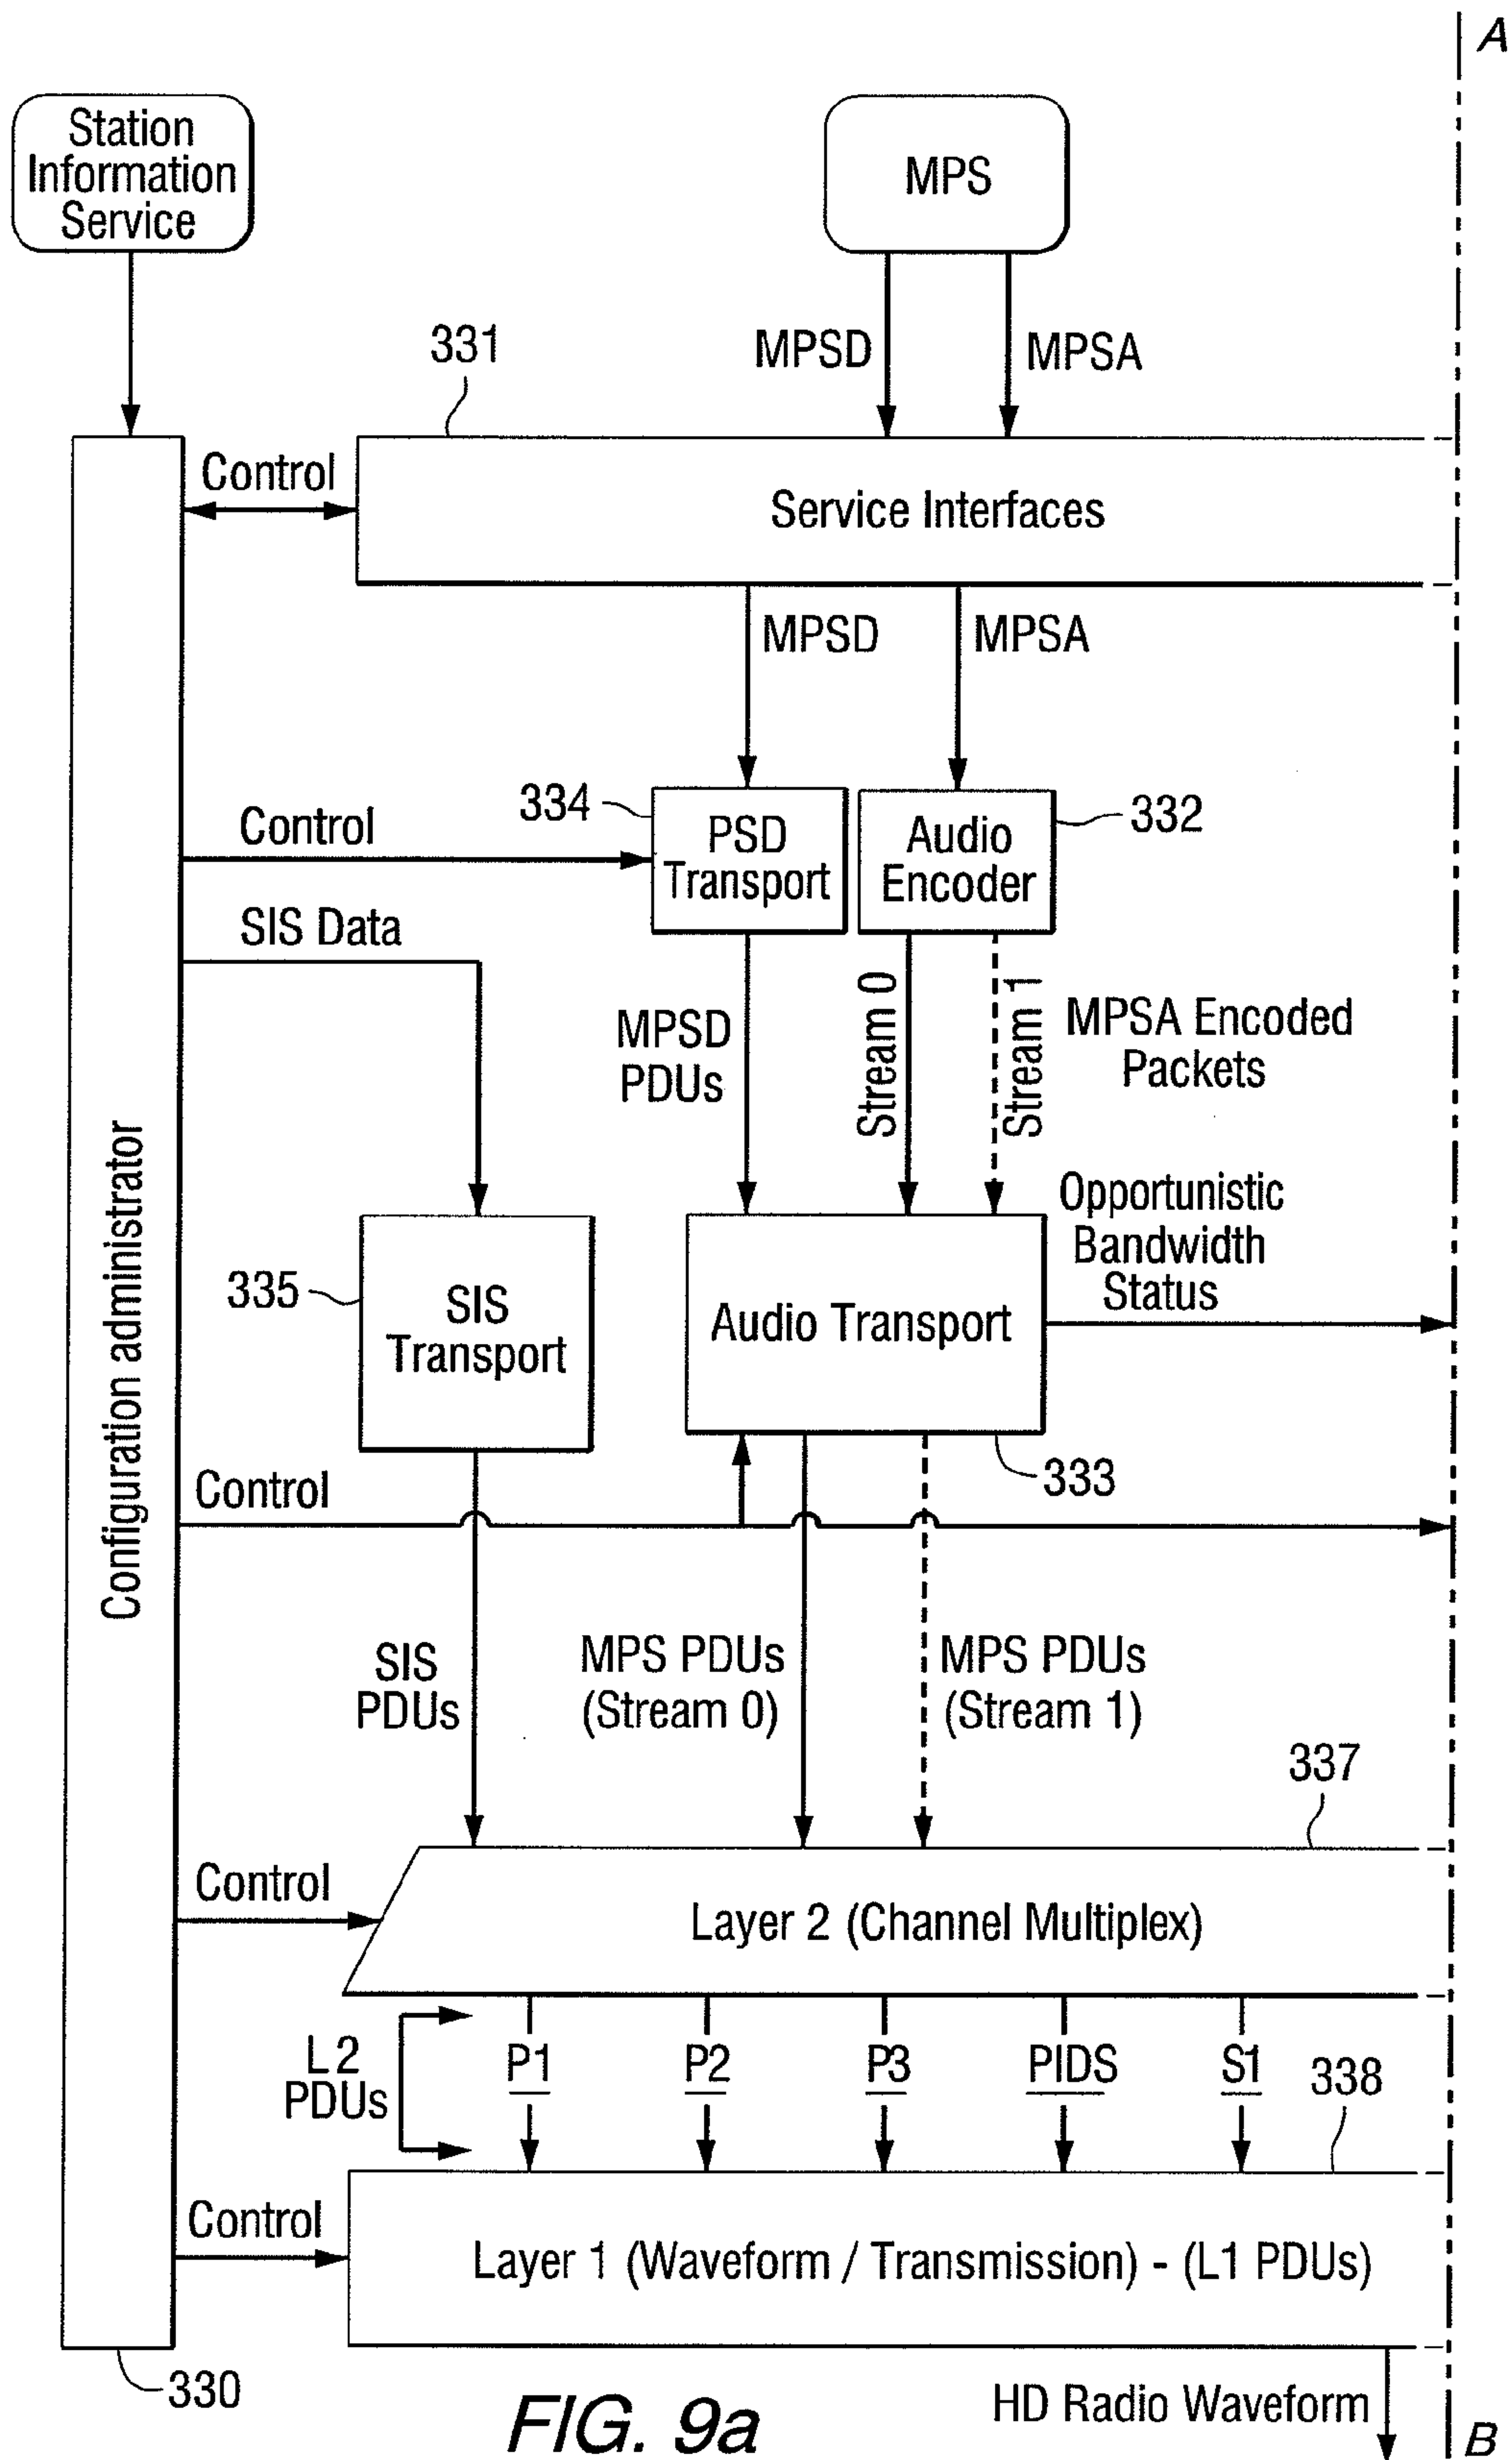 A
Station
Information
Service
MPS
331
MPSD
MPSA
Control
Service Interfaces
MPSD
MPSA
334
332
Control
PSD
Transport
Audio
Encoder
SIS Data
MPSD
PDUs
Stream 0
Stream 1
MPSA Encoded
Packets
Configuration administrator
Opportunistic
Bandwidth
Status
335
SIS
Transport
Audio Transport
333
Control
SIS
PDUs
MPS PDUs
(Stream 0)
MPS PDUs
(Stream 1)
337
Control
Layer 2 (Channel Multiplex)
L2
PDUs
P1
P2
P3
PIDS
S1
338
Control
Layer 1 (Waveform / Transmission) - (L1 PDUs)
330
FIG. 9a
HD Radio Waveform
B